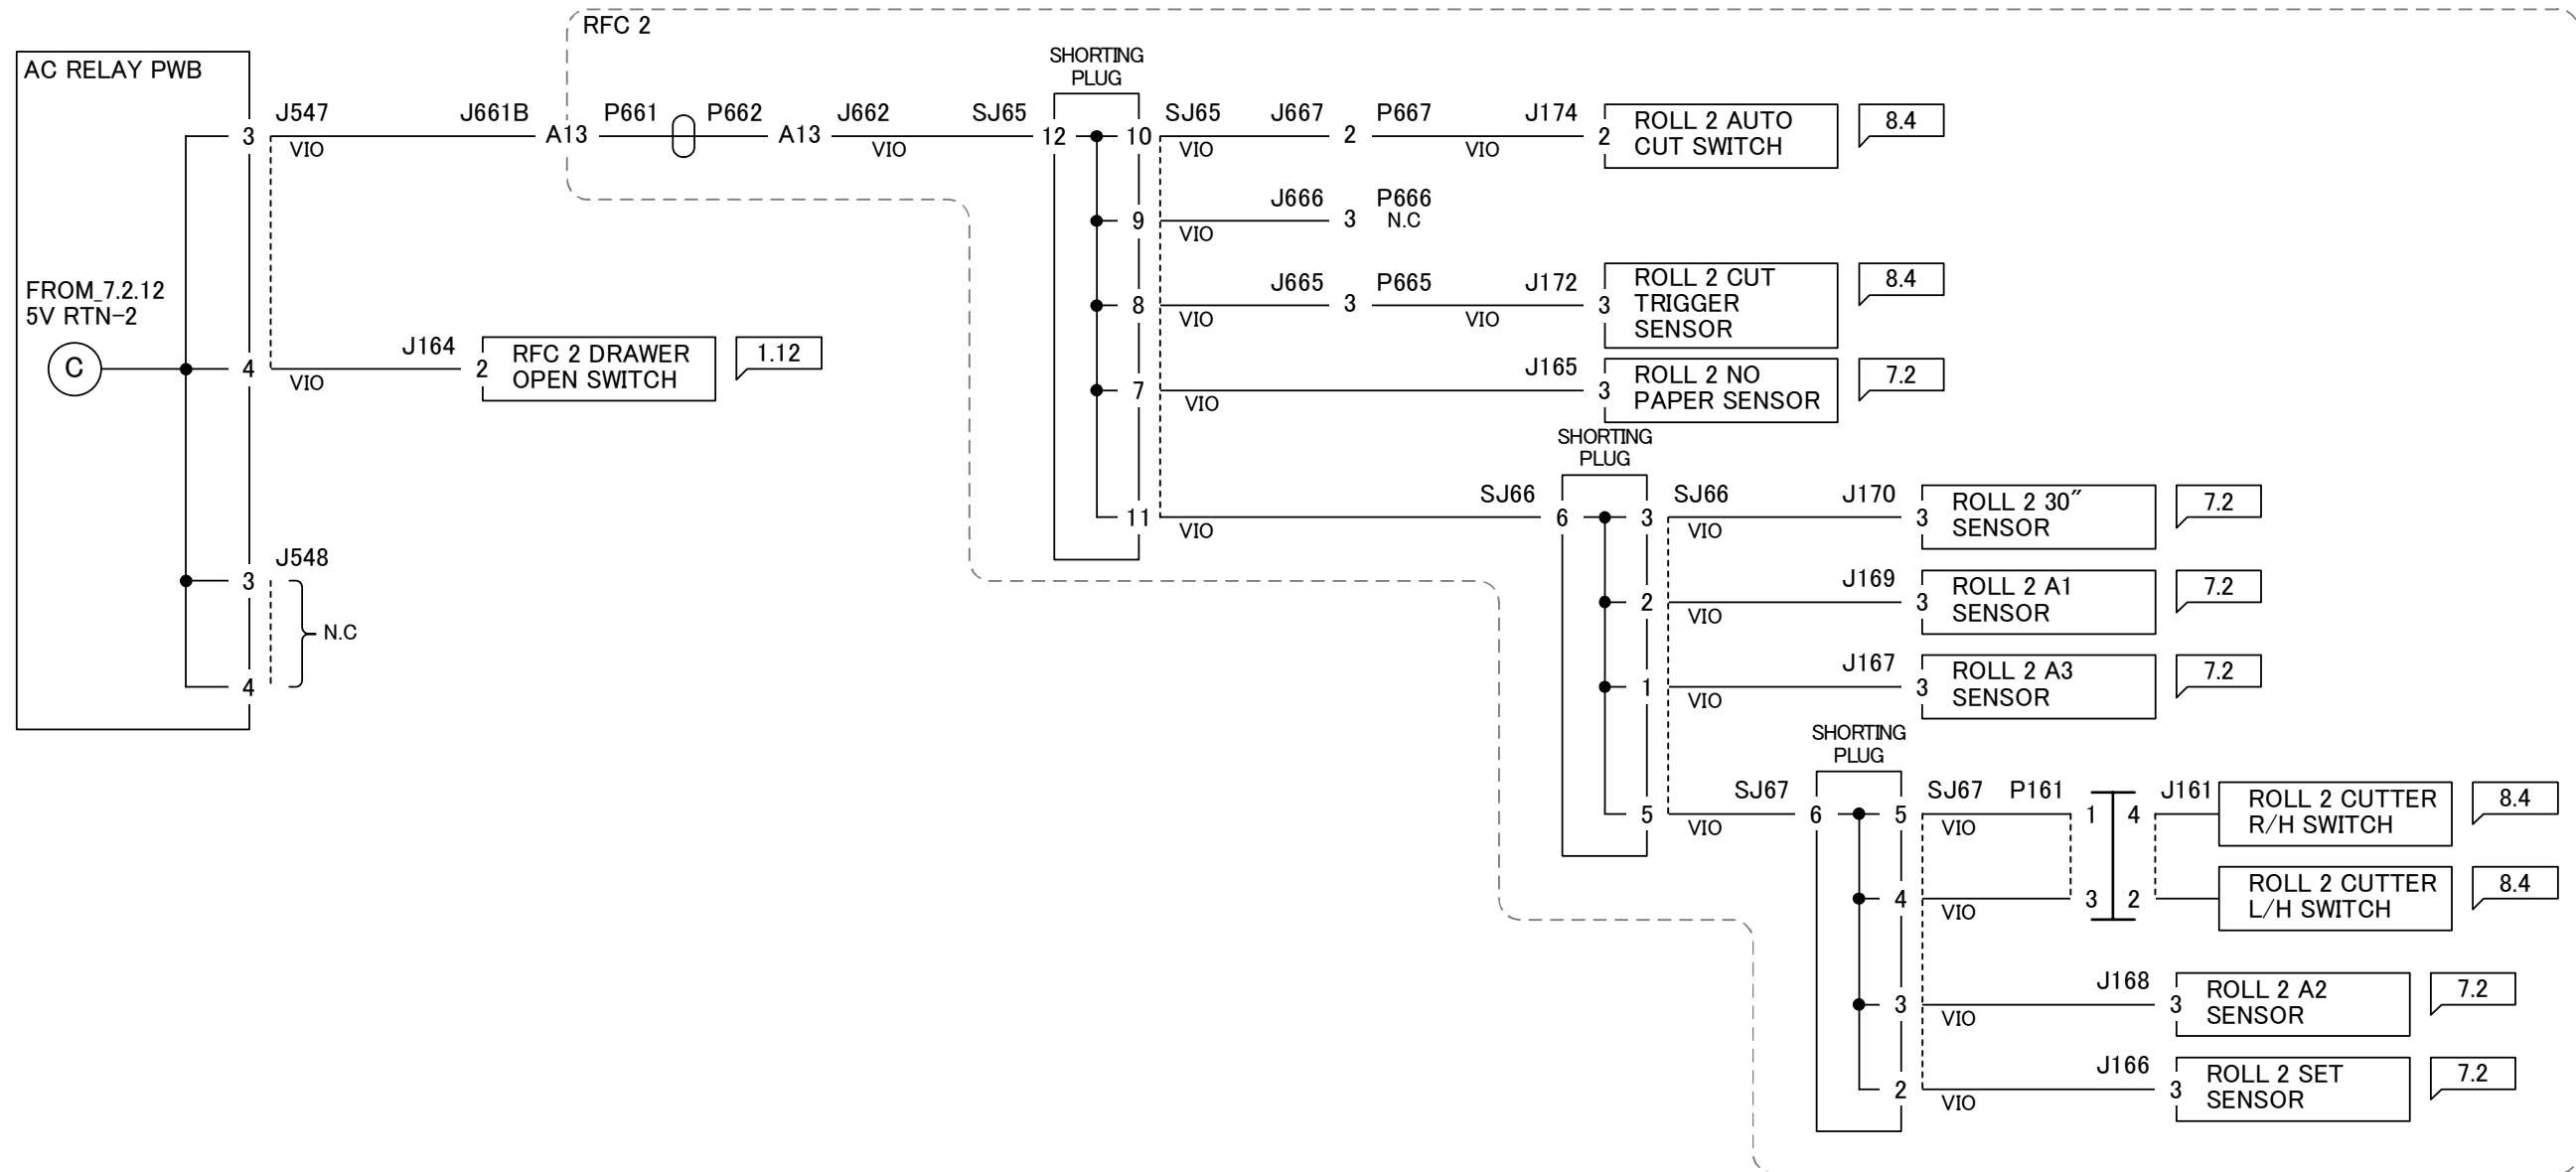 RFC 2
AC RELAY PWB
SHORTING
PLUG
J547
J661B
P661
P662
J662
SJ65
SJ65
J667
P667
J174
3
VIO
A13
A13
VIO
12
10
VIO
2
VIO
2
ROLL 2 AUTO
CUT SWITCH
8.4
9
VIO
J666
3
P666
N.C
8
VIO
J665
3
P665
VIO
J172
3
ROLL 2 CUT
TRIGGER
SENSOR
8.4
FROM_7.2.12
5V RTN-2
C
4
VIO
J164
2
RFC 2 DRAWER
OPEN SWITCH
1.12
7
VIO
J165
3
ROLL 2 NO
PAPER SENSOR
7.2
SHORTING
PLUG
11
VIO
SJ66
6
3
SJ66
VIO
J170
3
ROLL 2 30"
SENSOR
7.2
J548
3
4
N.C
2
VIO
J169
3
ROLL 2 A1
SENSOR
7.2
1
VIO
J167
3
ROLL 2 A3
SENSOR
7.2
SHORTING
PLUG
5
VIO
SJ67
6
5
SJ67
VIO
P161
1
4
J161
ROLL 2 CUTTER
R/H SWITCH
8.4
4
VIO
3
2
ROLL 2 CUTTER
L/H SWITCH
8.4
3
VIO
J168
3
ROLL 2 A2
SENSOR
7.2
2
VIO
J166
3
ROLL 2 SET
SENSOR
7.2